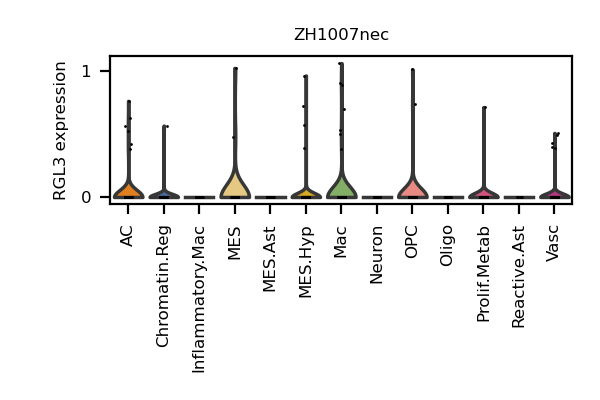 ZH1007nec
RGL3 expression
1
0
AC
Chromatin.Reg
Inflammatory.Mac
MES
MES.Ast
MES.Hyp
Mac
Neuron
OPC
Oligo
Prolif.Metab
Reactive.Ast
Vasc